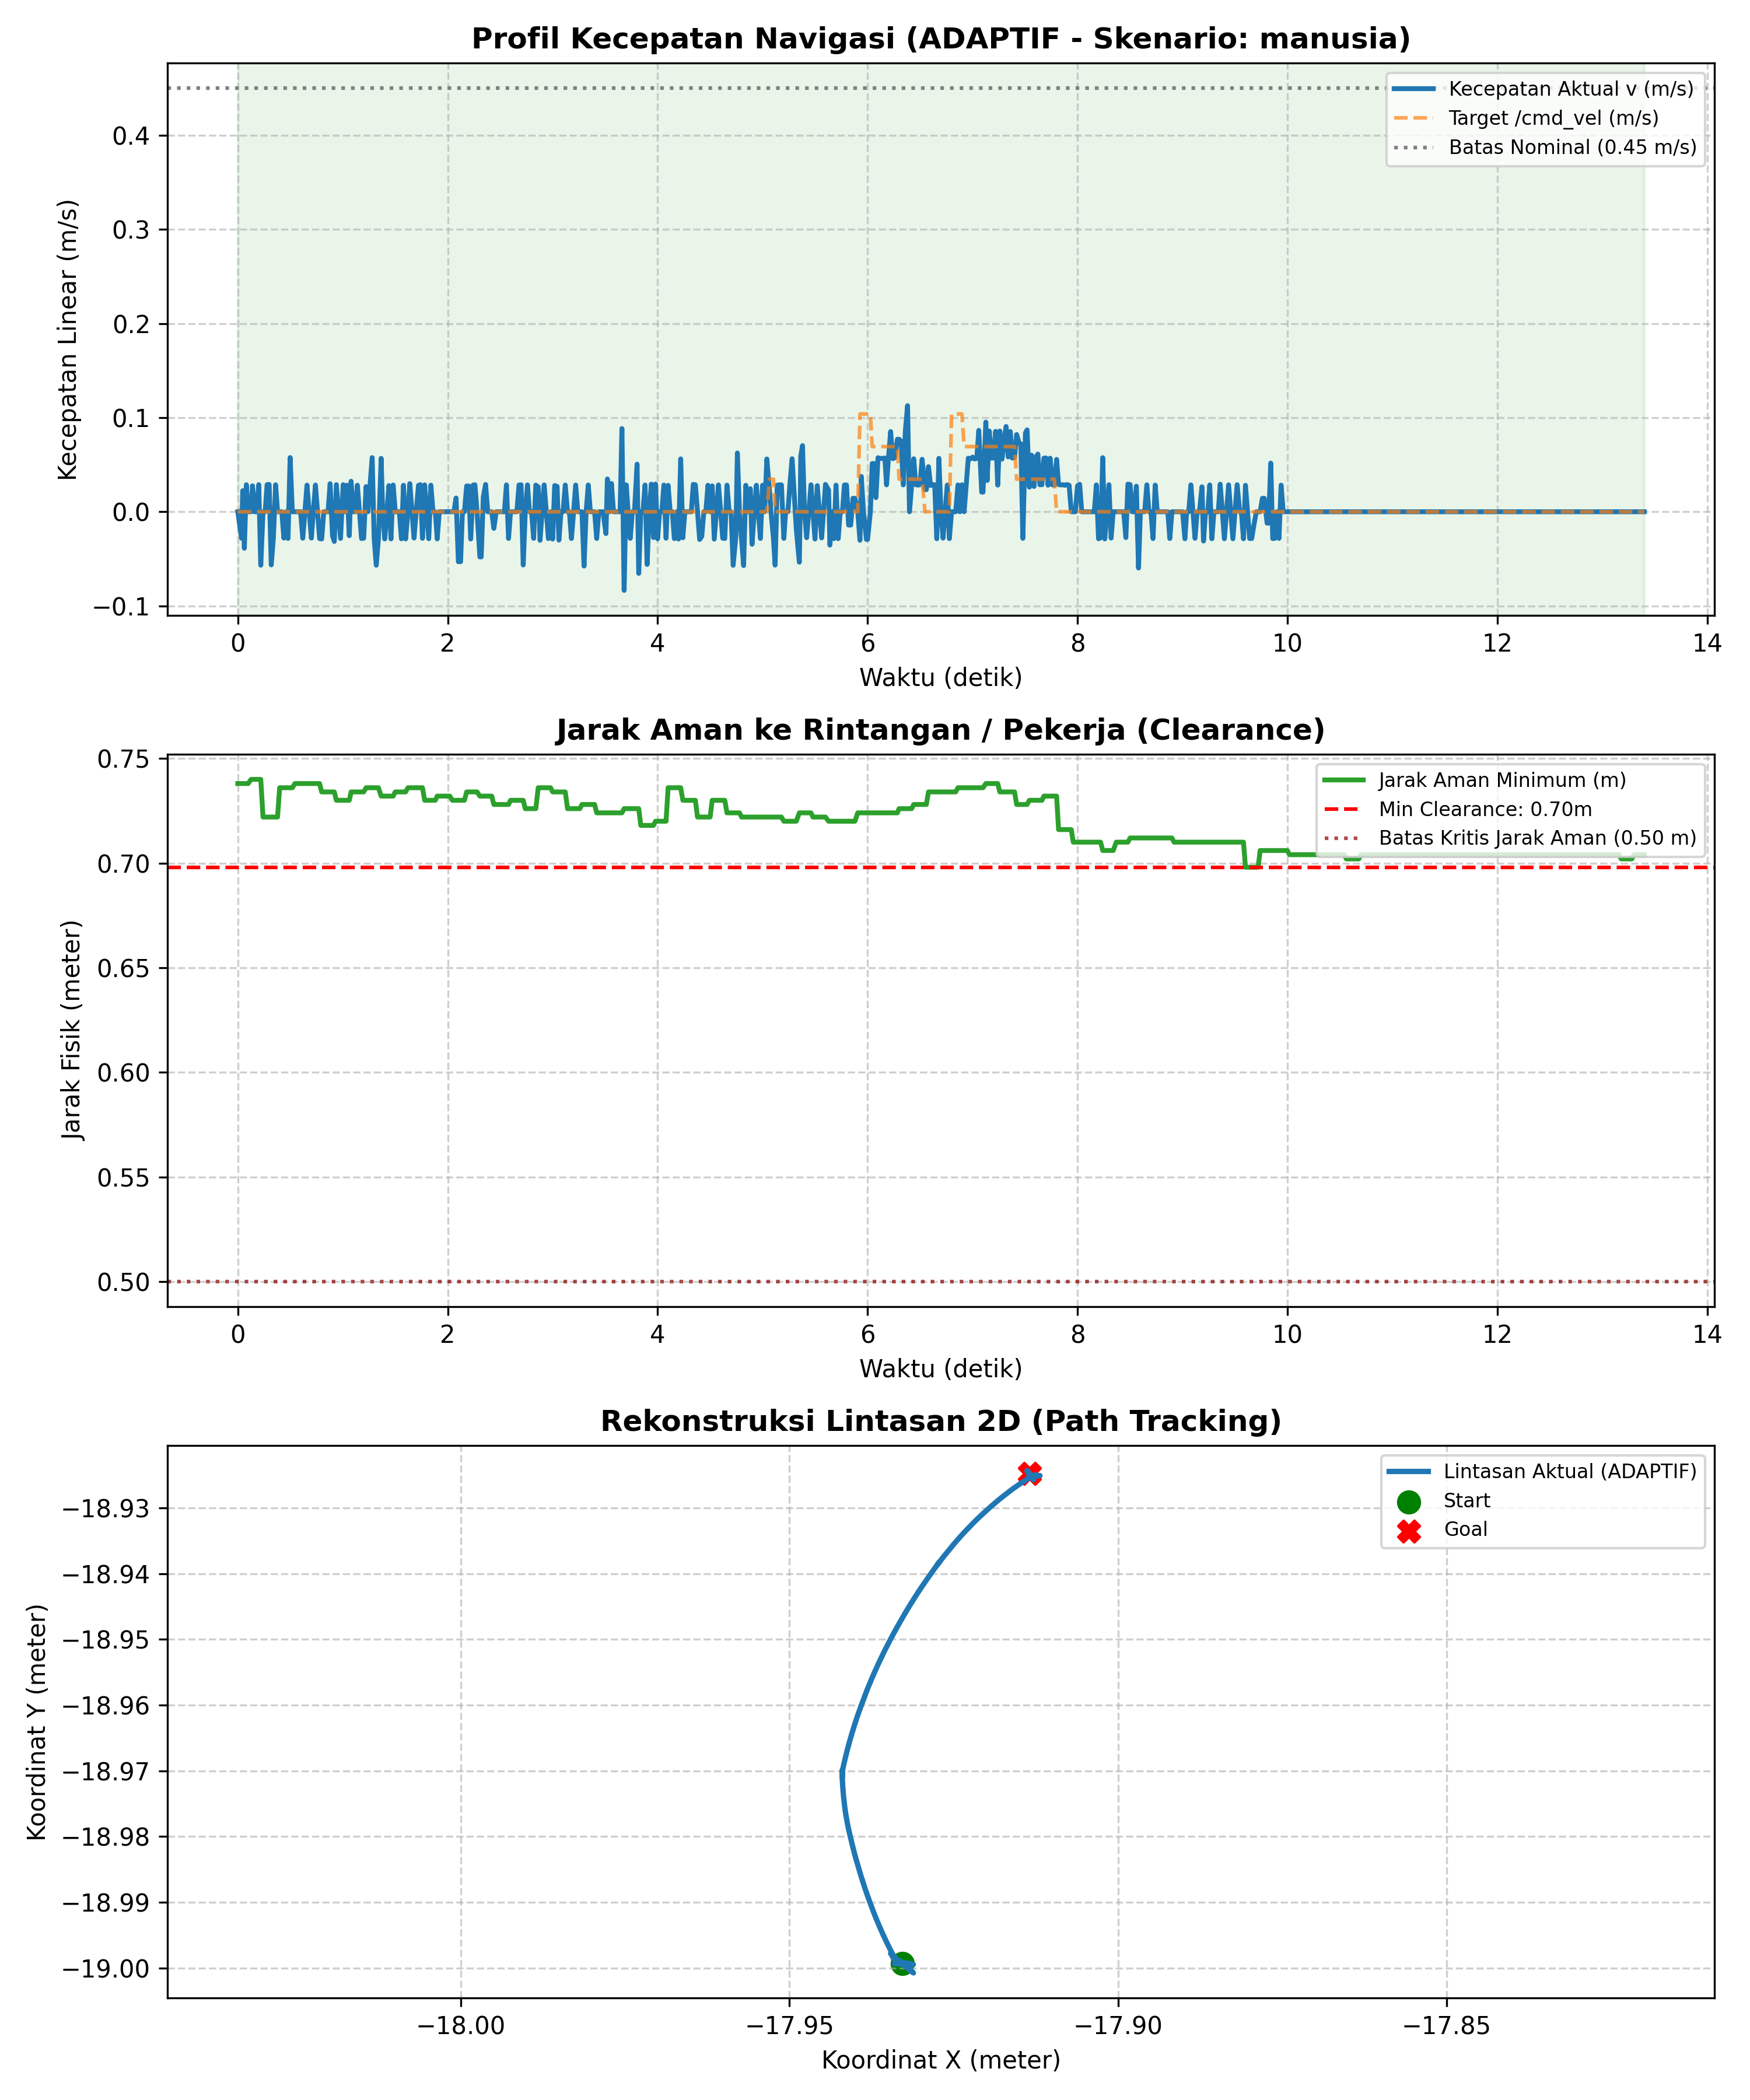 Profil Kecepatan Navigasi (ADAPTIF - Skenario: manusia)
Kecepatan Linear (m/s)
0.4
0.3
0.2
0.1
0.0
−0.1
Kecepatan Aktual v (m/s)
Target /cmd_vel (m/s)
Batas Nominal (0.45 m/s)
0 2 4 6 8 10 12 14
Waktu (detik)
Jarak Aman ke Rintangan / Pekerja (Clearance)
Jarak Fisik (meter)
0.75
0.70
0.65
0.60
0.55
0.50
Jarak Aman Minimum (m)
Min Clearance: 0.70m
Batas Kritis Jarak Aman (0.50 m)
0 2 4 6 8 10 12 14
Waktu (detik)
Rekonstruksi Lintasan 2D (Path Tracking)
Koordinat Y (meter)
−18.93
−18.94
−18.95
−18.96
−18.97
−18.98
−18.99
−19.00
Lintasan Aktual (ADAPTIF)
Start
Goal
−18.00 −17.95 −17.90 −17.85
Koordinat X (meter)